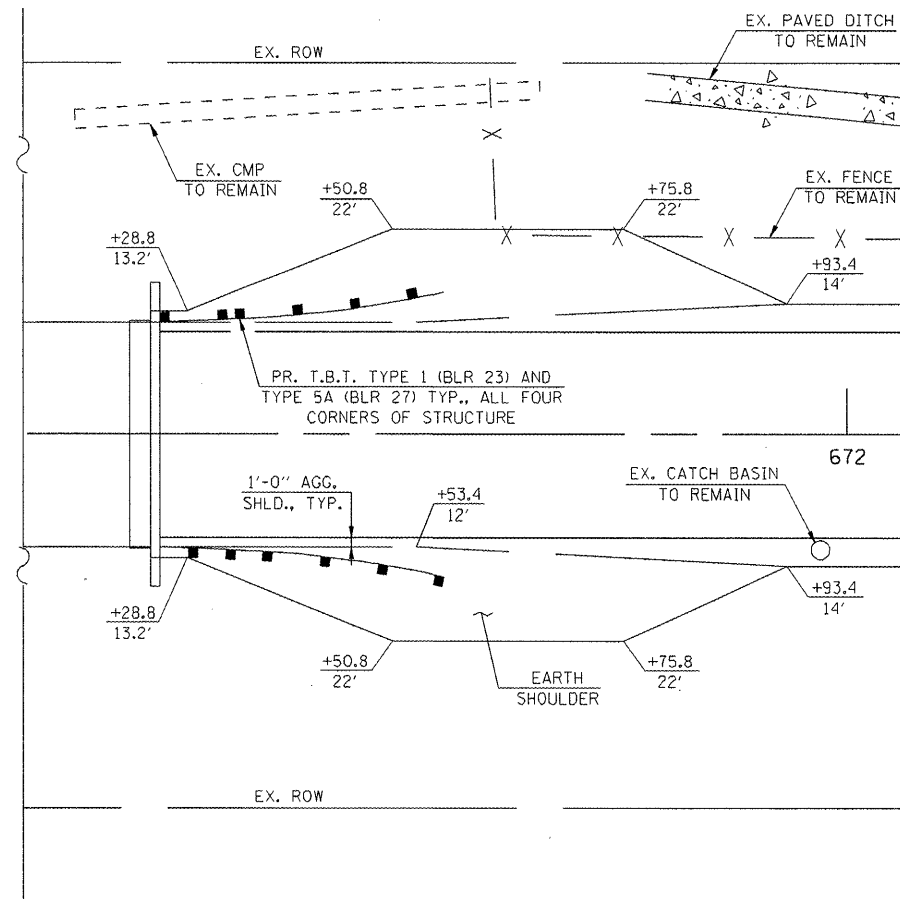 EX. PAVED DITCH
TO REMAIN
EX. ROW
EX. CMP
TO REMAIN
EX. FENCE
TO REMAIN
+50.8
22'
+75.8
22'
+28.8
13.2'
+93.4
14'
PR. T.B.T. TYPE 1 (BLR 23) AND
TYPE 5A (BLR 27) TYP., ALL FOUR
CORNERS OF STRUCTURE
672
1'-0" AGG.
SHLD., TYP.
+53.4
12'
EX. CATCH BASIN
TO REMAIN
+28.8
13.2'
+93.4
14'
+50.8
22'
+75.8
22'
EARTH
SHOULDER
EX. ROW